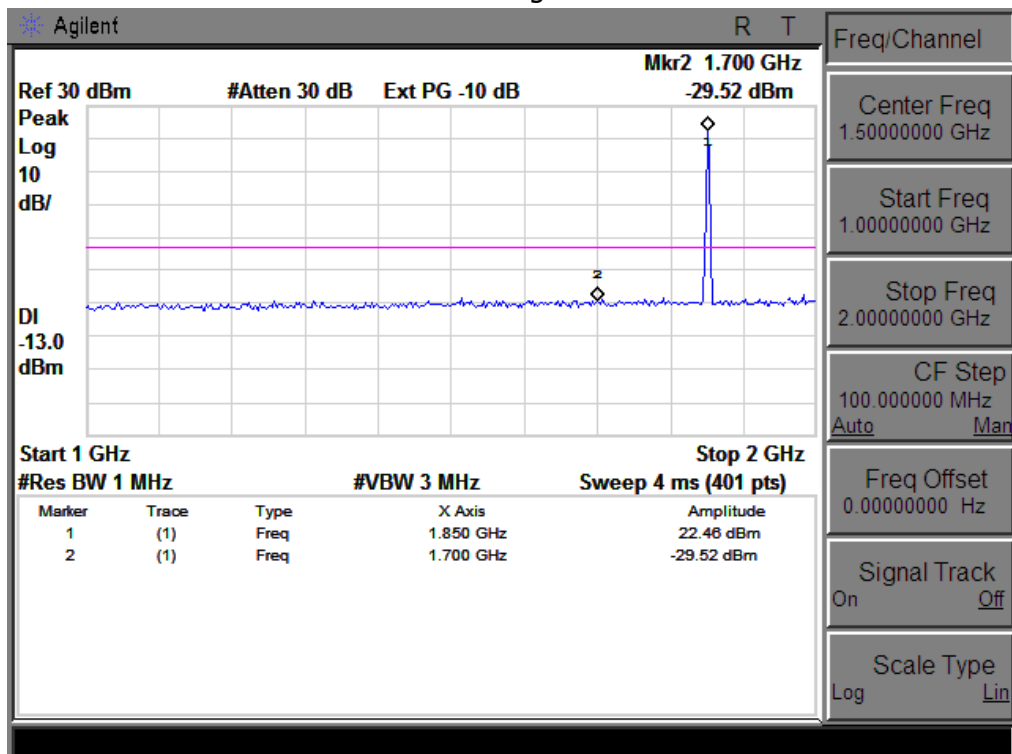 Agilent R T
Mkr2 1.700 GHz
Ref 30 dBm #Atten 30 dB Ext PG -10 dB -29.52 dBm
Peak
Log
10
dB/
1
2
DI
-13.0
dBm
Start 1 GHz Stop 2 GHz
#Res BW 1 MHz #VBW 3 MHz Sweep 4 ms (401 pts)
Marker Trace Type X Axis Amplitude
1 (1) Freq 1.850 GHz 22.46 dBm
2 (1) Freq 1.700 GHz -29.52 dBm
Freq/Channel
Center Freq
1.50000000 GHz
Start Freq
1.00000000 GHz
Stop Freq
2.00000000 GHz
CF Step
100.000000 MHz
Auto Man
Freq Offset
0.00000000 Hz
Signal Track
On Off
Scale Type
Log Lin